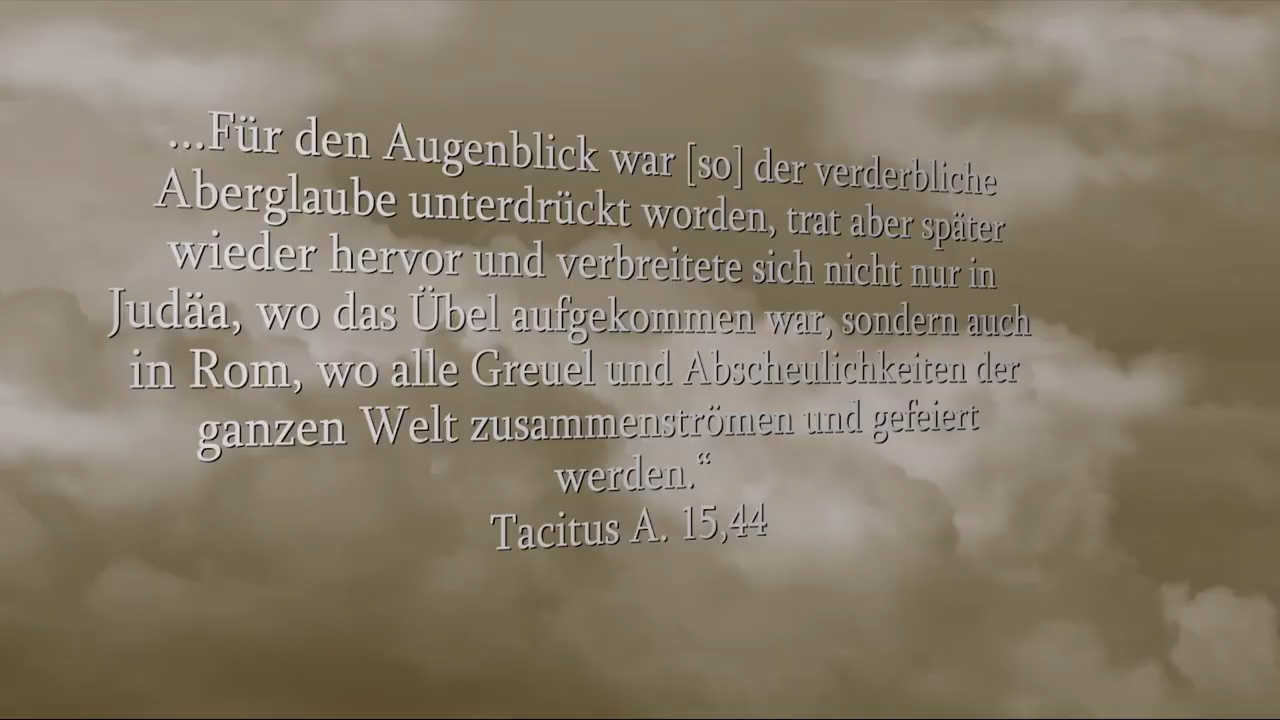 ...Für den Augenblick war [so] der verderbliche
Aberglaube unterdrückt worden, trat aber später
wieder hervor und verbreitete sich nicht nur in
Judäa, wo das Übel aufgekommen war, sondern auch
in Rom, wo alle Greuel und Abscheulichkeiten der
ganzen Welt zusammenströmen und gefeiert
werden.“
Tacitus A. 15,44